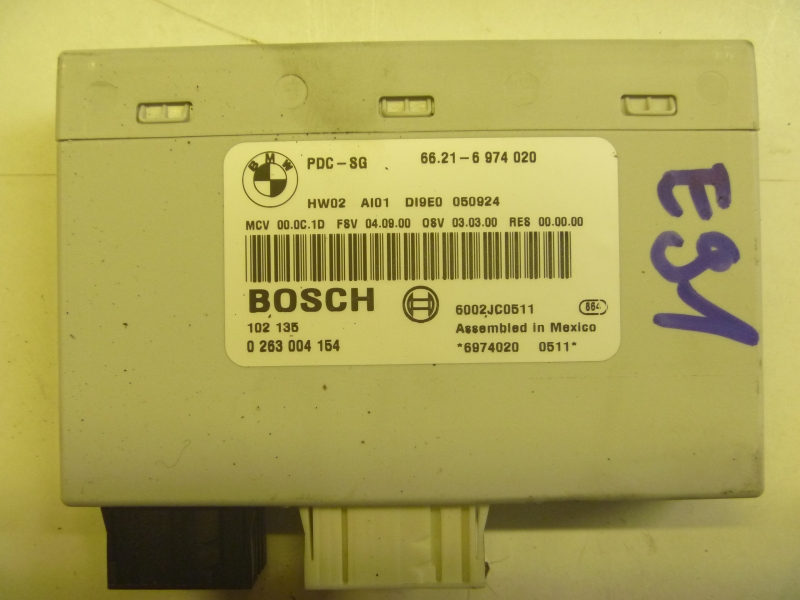 BMW
PDC-SG 66.21-6 974 020
HW02 AI01 DI9E0 050924
MCV 00.0C.1D FSV 04.09.00 OSV 03.03.00 RES 00.00.00
BOSCH
6002JC0511 864
102 135 Assembled in Mexico
0 263 004 154 *6974020 0511*
E91